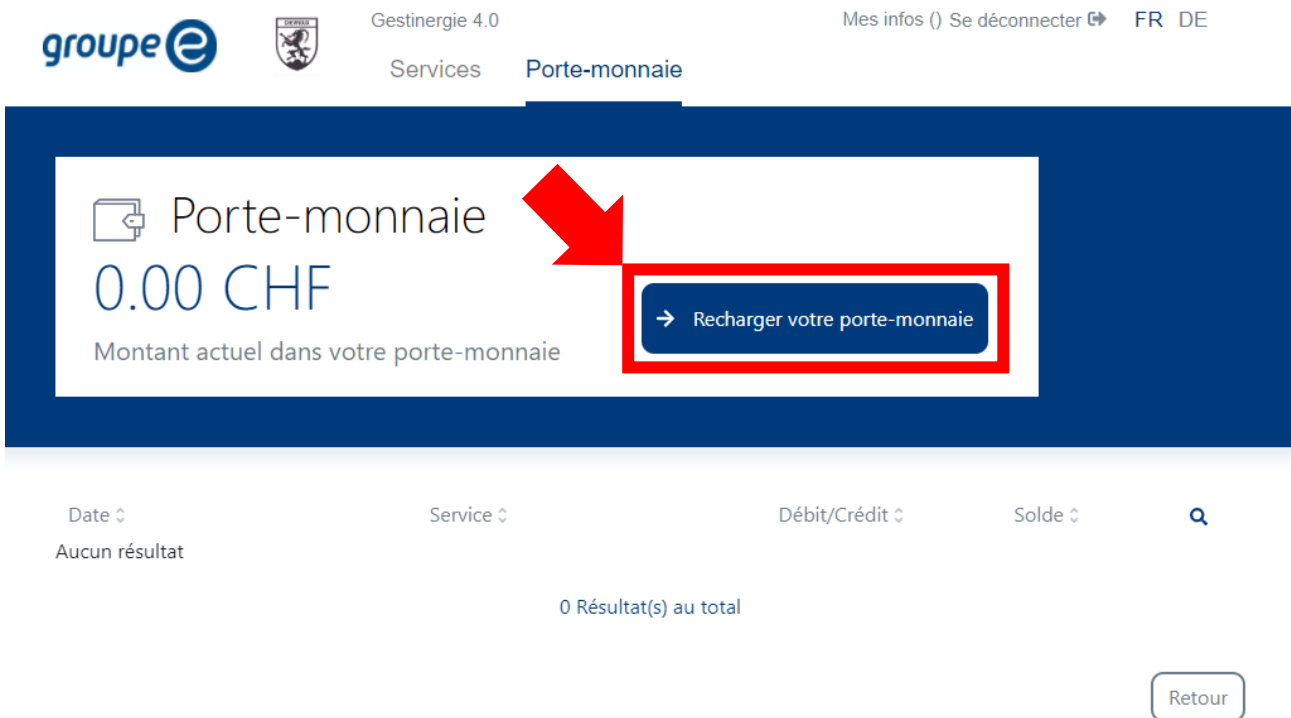 groupe e
Gestinergie 4.0
Mes infos () Se déconnecter
FR DE
Services
Porte-monnaie
Porte-monnaie
0.00 CHF
Montant actuel dans votre porte-monnaie
Recharger votre porte-monnaie
Date
Service
Débit/Crédit
Solde
Aucun résultat
0 Résultat(s) au total
Retour